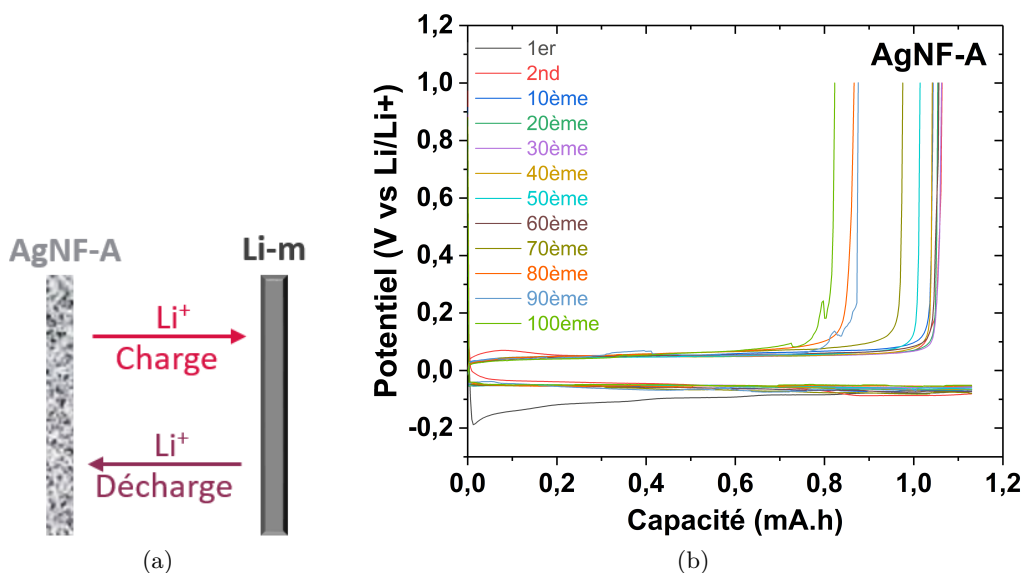 AgNF-A
Li-m
Li+
Charge
Li+
Décharge
(a)
Potentiel (V vs Li/Li+)
1,2
1,0
0,8
0,6
0,4
0,2
0,0
-0,2
AgNF-A
1er
2nd
10ème
20ème
30ème
40ème
50ème
60ème
70ème
80ème
90ème
100ème
0,0 0,2 0,4 0,6 0,8 1,0 1,2
Capacité (mA.h)
(b)